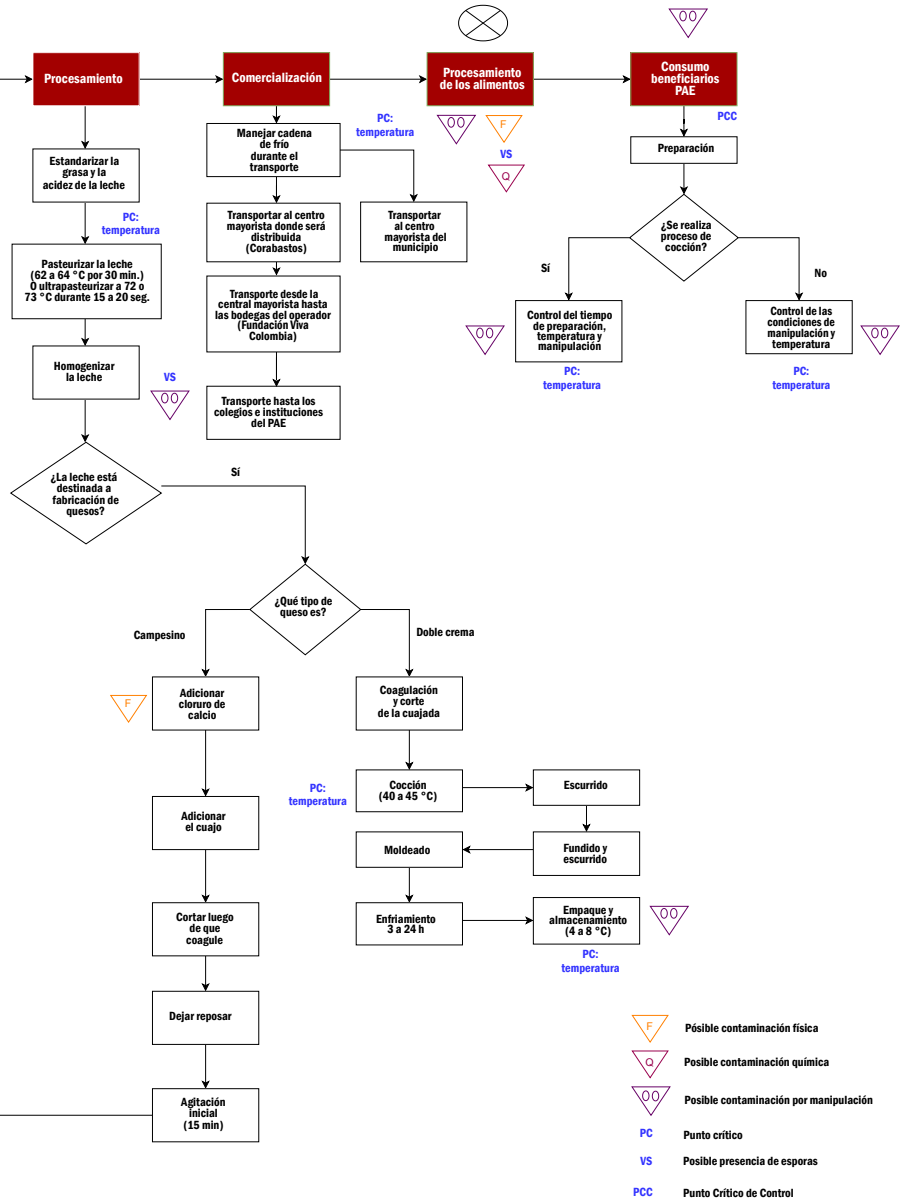 Procesamiento
Comercialización
Procesamiento
de los alimentos
Consumo
beneficiarios
PAE
PCC
Estandarizar la
grasa y la
acidez de la leche
PC:
temperatura
Pasteurizar la leche
(62 a 64 °C por 30 min.)
O ultrapasteurizar a 72 o
73 °C durante 15 a 20 seg.
Homogenizar
la leche
VS
OO
¿La leche está
destinada a
fabricación de
quesos?
Sí
Manejar cadena
de frío
durante el
transporte
PC:
temperatura
Transportar al centro
mayorista donde será
distribuida
(Corabastos)
Transportar
al centro
mayorista del
municipio
Transporte desde la
central mayorista hasta
las bodegas del operador
(Fundación Viva
Colombia)
Transporte hasta los
colegios e instituciones
del PAE
OO
F
VS
Q
OO
Preparación
¿Se realiza
proceso de
cocción?
Sí
No
OO
Control del tiempo
de preparación,
temperatura y
manipulación
PC:
temperatura
Control de las
condiciones de
manipulación y
temperatura
OO
PC:
temperatura
¿Qué tipo de
queso es?
Campesino
Doble crema
F
Adicionar
cloruro de
calcio
Adicionar
el cuajo
Cortar luego
de que
coagule
Dejar reposar
Agitación
inicial
(15 min)
Coagulación
y corte
de la cuajada
PC:
temperatura
Cocción
(40 a 45 °C)
Escurrido
Fundido y
escurrido
Moldeado
Enfriamiento
3 a 24 h
Empaque y
almacenamiento
(4 a 8 °C)
OO
PC:
temperatura
F Pósible contaminación física
Q Posible contaminación química
OO Posible contaminación por manipulación
PC Punto crítico
VS Posible presencia de esporas
PCC Punto Crítico de Control